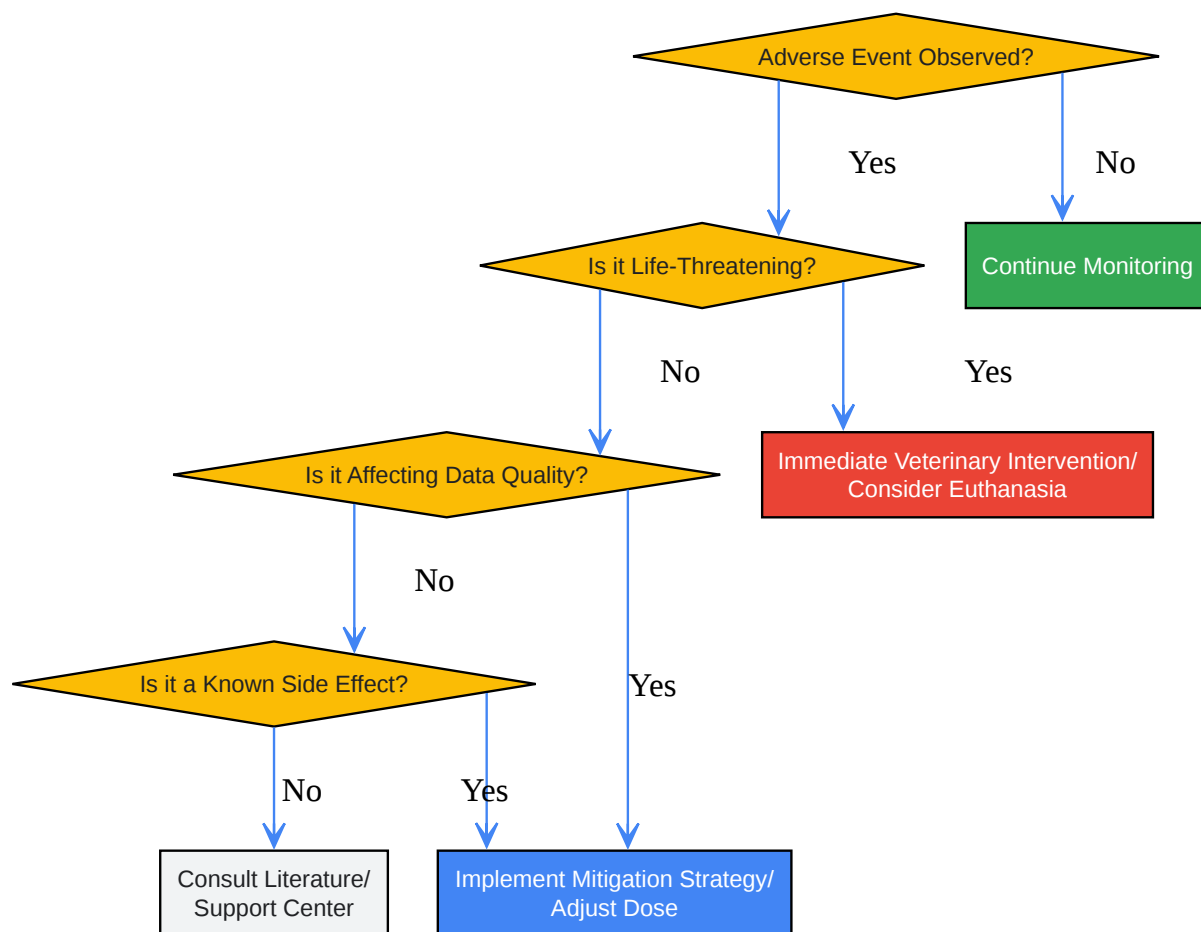 Adverse Event Observed?
Yes
No
Is it Life-Threatening?
Continue Monitoring
No
Yes
Is it Affecting Data Quality?
Immediate Veterinary Intervention/
Consider Euthanasia
No
Is it a Known Side Effect?
Yes
No
Yes
Consult Literature/
Support Center
Implement Mitigation Strategy/
Adjust Dose